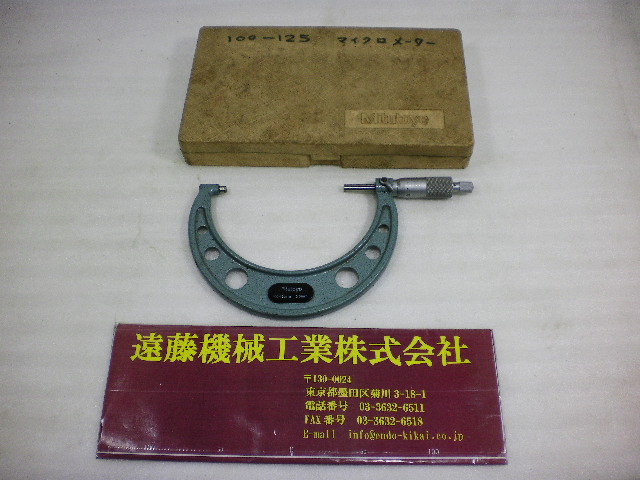 100-125 マイクロメーター
Mitutoyo
Mitutoyo
遠藤機械工業株式会社
〒130-0024
東京都墨田区菊川3-18-1
電話番号 03-3632-6511
FAX番号 03-3632-6518
E-mail info@endo-kikai.co.jp